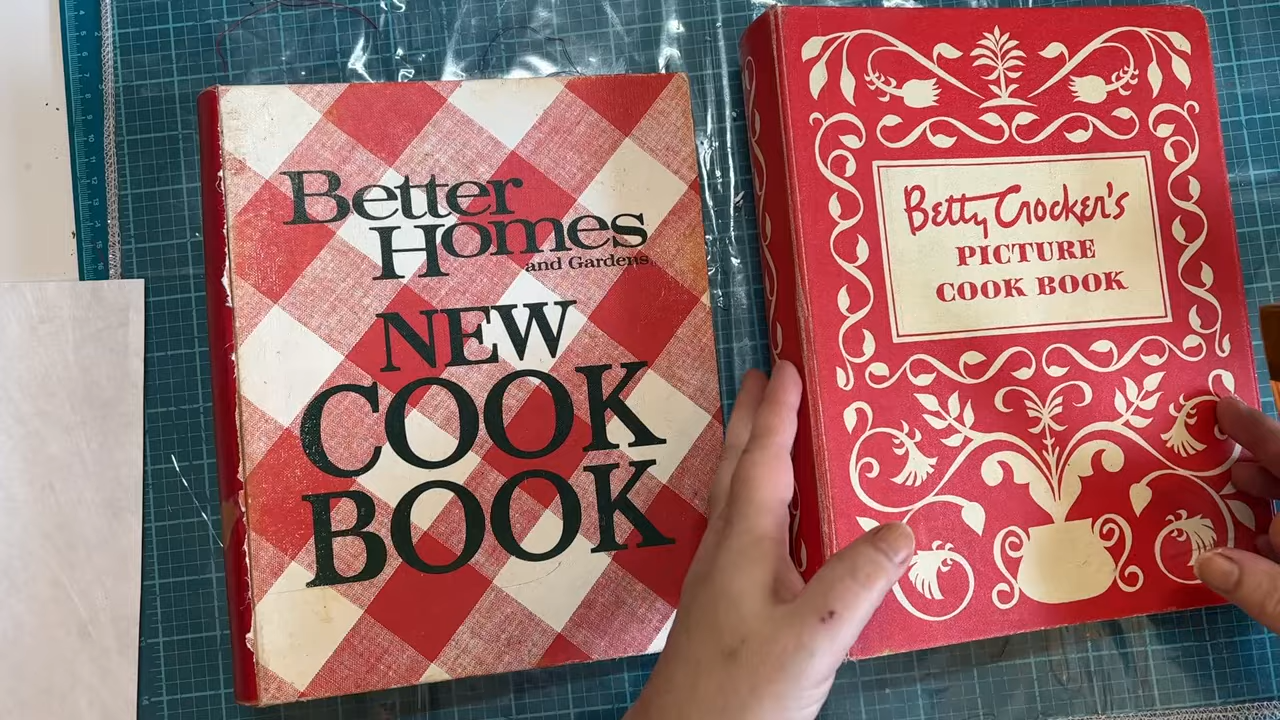 Better
Homes
and Gardens
NEW
COOK
BOOK
Betty Crocker's
PICTURE
COOK BOOK